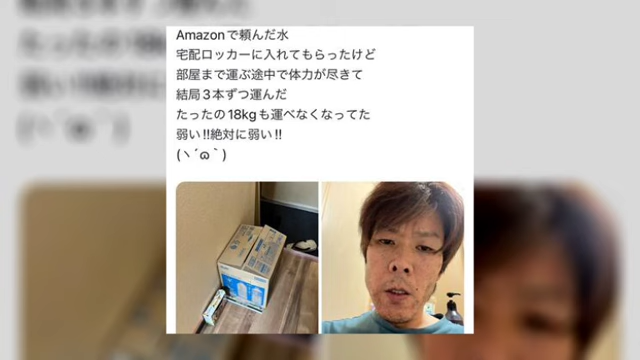 Amazonで頼んだ水
宅配ロッカーに入れてもらったけど
部屋まで運ぶ途中で体力が尽きて
結局3本ずつ運んだ
たったの18kgも運べなくなってた
弱い!!絶対に弱い!!
(ヽ´ω`)